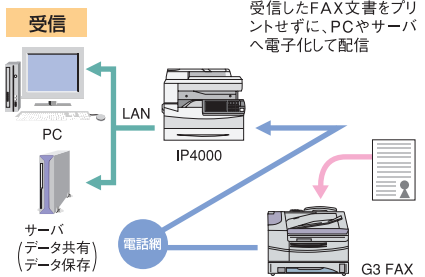 受信
受信したFAX文書をプリ
ントせずに、PCやサーバ
へ電子化して配信
LAN
PC
IP4000
サーバ
(データ共有)
(データ保存)
電話網
G3 FAX